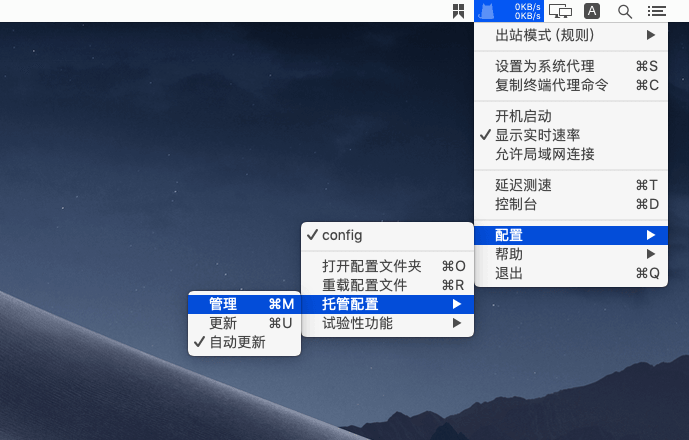 0KB/s
0KB/s
A
出站模式 (规则)
设置为系统代理 ⌘S
复制终端代理命令 ⌘C
开机启动
显示实时速率
允许局域网连接
延迟测速 ⌘T
控制台 ⌘D
配置
帮助
退出 ⌘Q
config
打开配置文件夹 ⌘O
重载配置文件 ⌘R
托管配置
试验性功能
管理 ⌘M
更新 ⌘U
自动更新